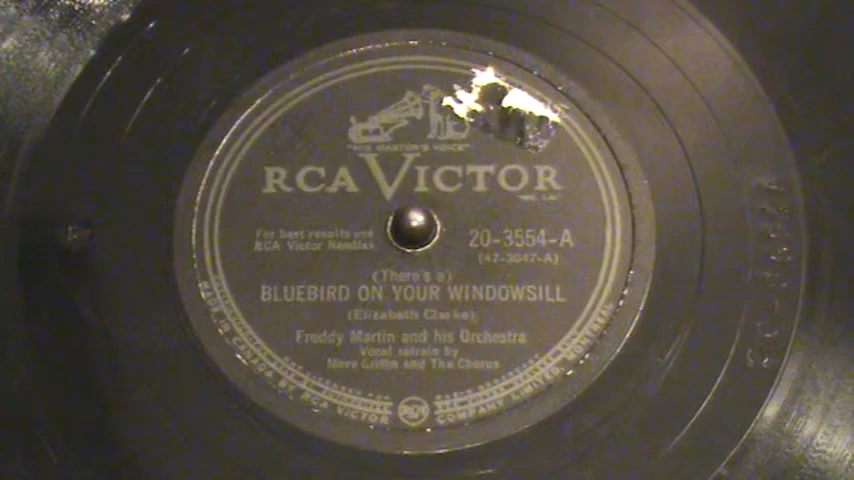 "HIS MASTER'S VOICE"
RCA VICTOR
For best results use
RCA Victor Needles
20-3554-A
(47-3047-A)
(There's a)
BLUEBIRD ON YOUR WINDOWSILL
(Elizabeth Clarke)
Freddy Martin and his Orchestra
Vocal refrain by
Merv Griffin and The Chorus
MADE IN CANADA BY RCA VICTOR COMPANY LIMITED, MONTREAL
RCA